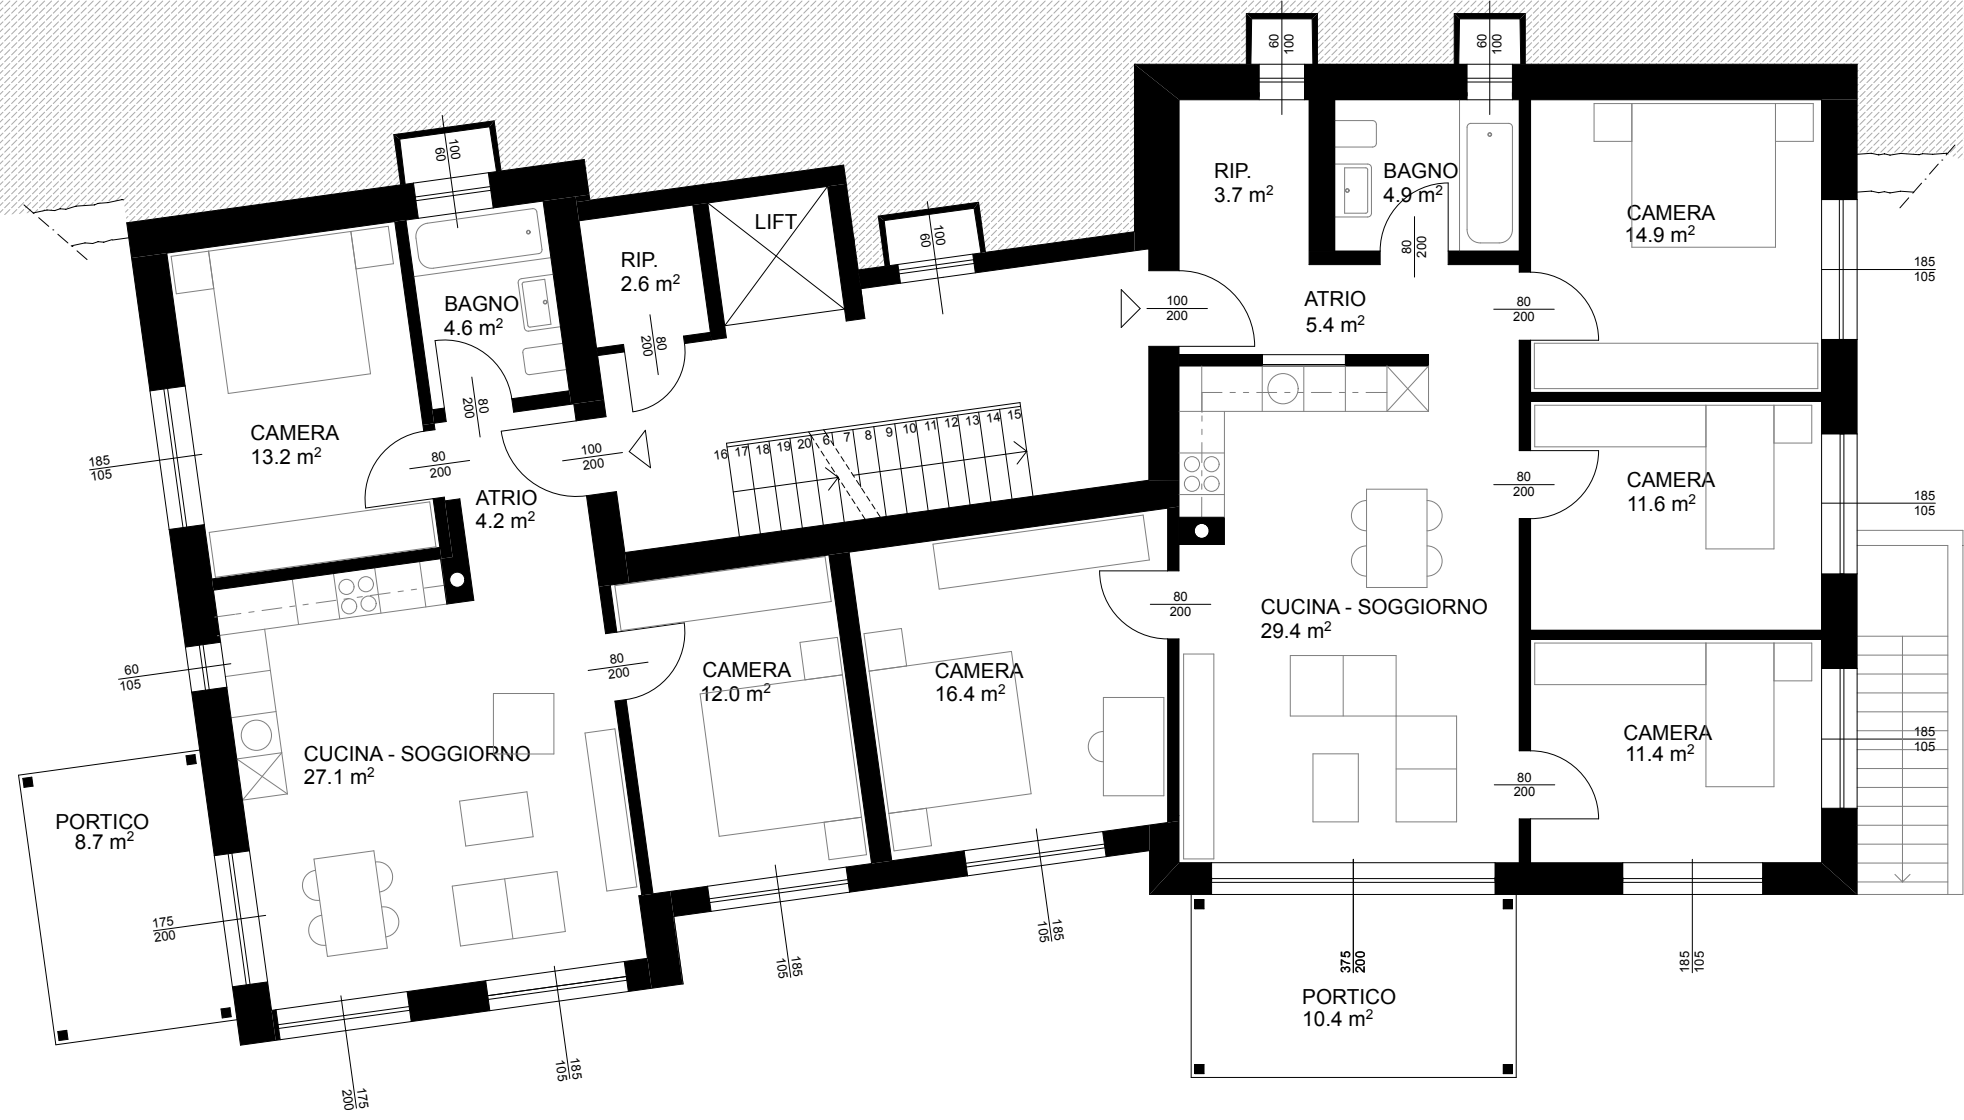 60
100
60
100
100
60
100
60
RIP.
3.7 m²
BAGNO
4.9 m²
80
200
CAMERA
14.9 m²
185
105
LIFT
RIP.
2.6 m²
80
200
BAGNO
4.6 m²
80
200
100
200
ATRIO
5.4 m²
80
200
CAMERA
13.2 m²
185
105
80
200
100
200
ATRIO
4.2 m²
16 17 18 19 20 6 7 8 9 10 11 12 13 14 15
80
200
CAMERA
11.6 m²
185
105
80
200
CUCINA - SOGGIORNO
29.4 m²
60
105
80
200
CAMERA
12.0 m²
CAMERA
16.4 m²
CAMERA
11.4 m²
185
105
80
200
CUCINA - SOGGIORNO
27.1 m²
PORTICO
8.7 m²
175
200
185
105
185
105
375
200
185
105
PORTICO
10.4 m²
175
200
185
105